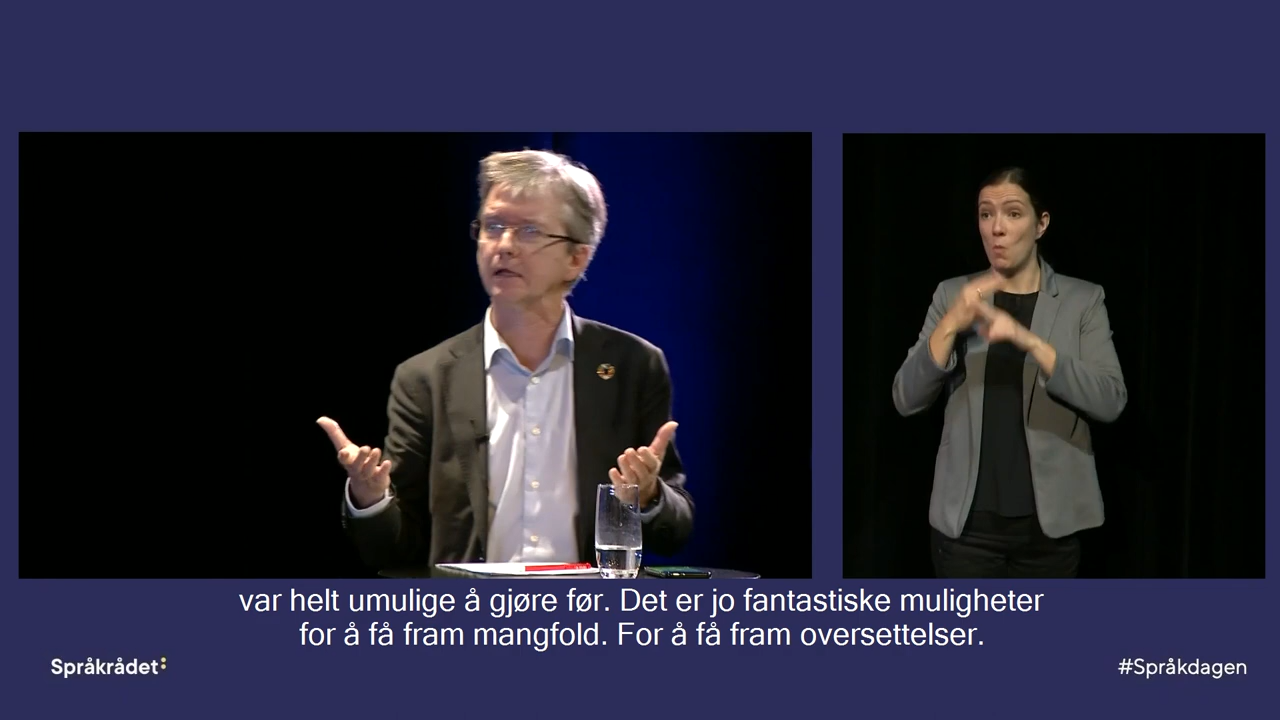 var helt umulige å gjøre før. Det er jo fantastiske muligheter
for å få fram mangfold. For å få fram oversettelser.
Språkrådet:
#Språkdagen